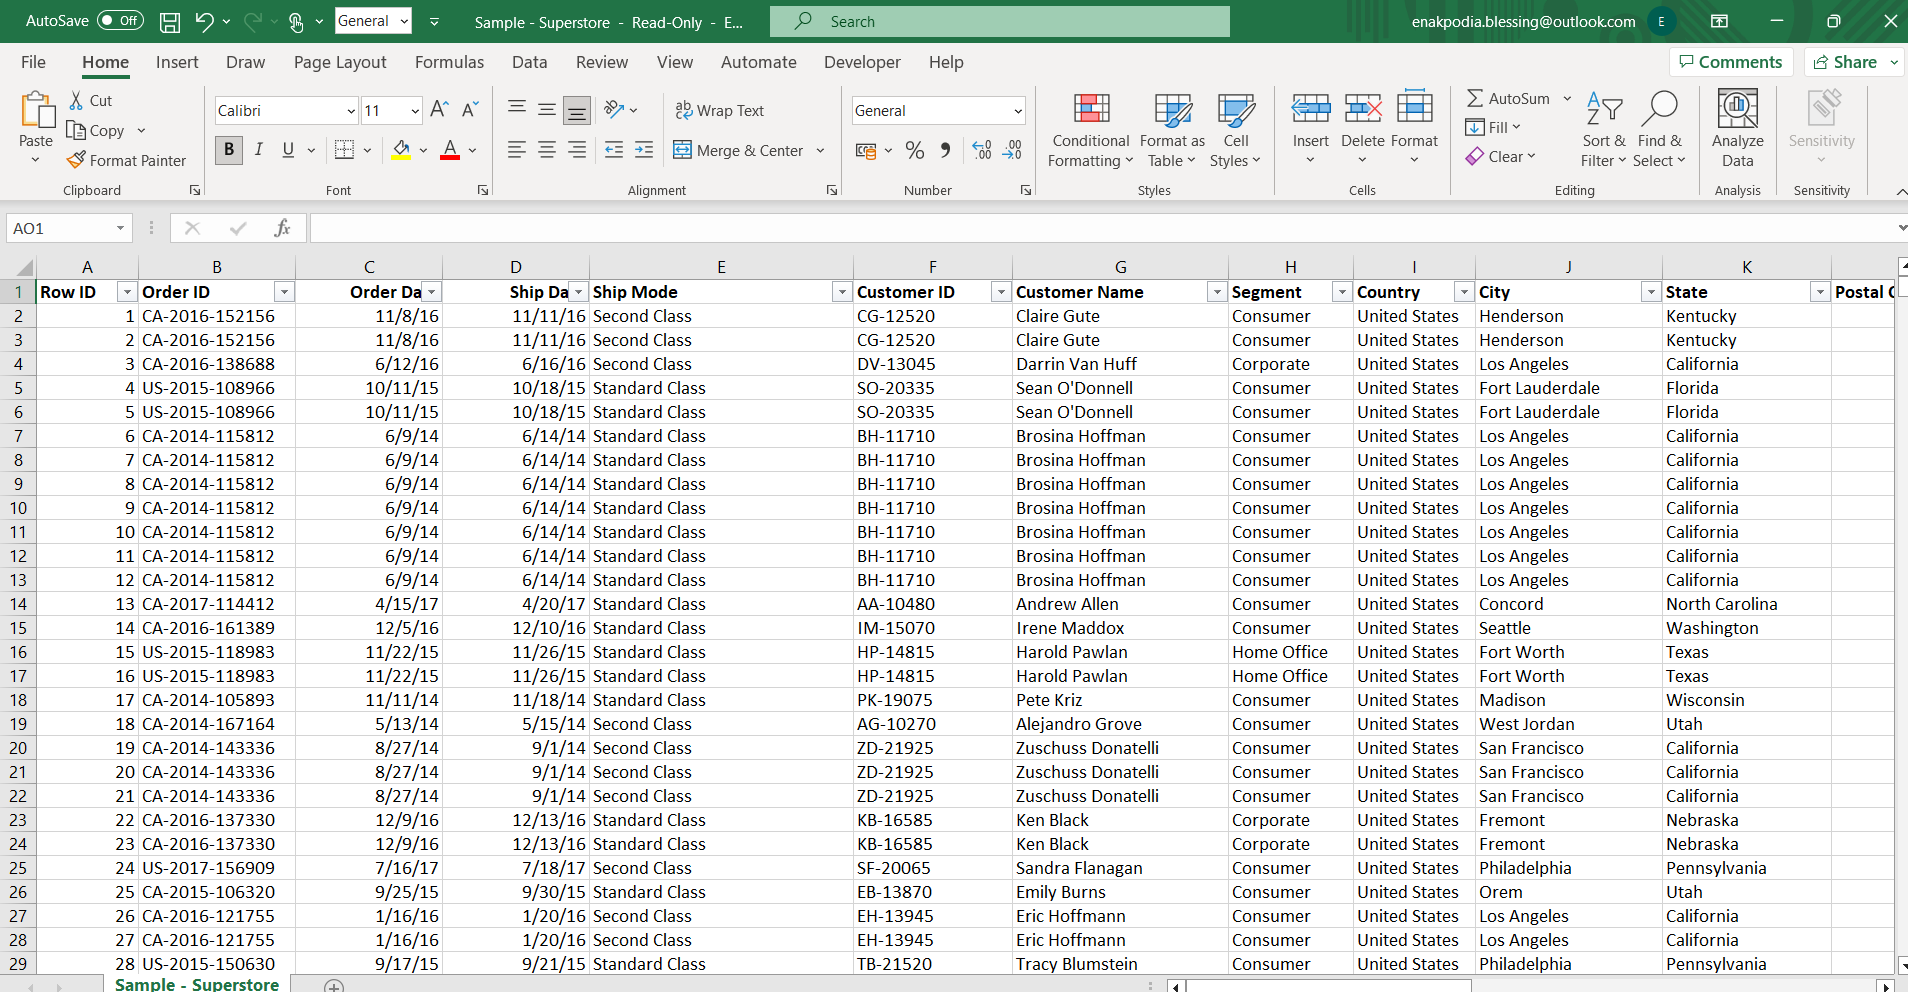 AutoSave Off General Sample - Superstore - Read-Only - E... Search enakpodia.blessing@outlook.com E
File Home Insert Draw Page Layout Formulas Data Review View Automate Developer Help Comments Share
Cut
Copy
Format Painter
Paste
Clipboard
Calibri 11
B I U
Font
Wrap Text
Merge & Center
Alignment
General
Number
Conditional Formatting
Format as Table
Cell Styles
Styles
Insert Delete Format
Cells
AutoSum
Fill
Clear
Sort & Filter
Find & Select
Editing
Analyze Data
Analysis
Sensitivity
Sensitivity
AO1 fx
A B C D E F G H I J K
1 Row ID Order ID Order Da Ship Da Ship Mode Customer ID Customer Name Segment Country City State Postal C
2 1 CA-2016-152156 11/8/16 11/11/16 Second Class CG-12520 Claire Gute Consumer United States Henderson Kentucky
3 2 CA-2016-152156 11/8/16 11/11/16 Second Class CG-12520 Claire Gute Consumer United States Henderson Kentucky
4 3 CA-2016-138688 6/12/16 6/16/16 Second Class DV-13045 Darrin Van Huff Corporate United States Los Angeles California
5 4 US-2015-108966 10/11/15 10/18/15 Standard Class SO-20335 Sean O'Donnell Consumer United States Fort Lauderdale Florida
6 5 US-2015-108966 10/11/15 10/18/15 Standard Class SO-20335 Sean O'Donnell Consumer United States Fort Lauderdale Florida
7 6 CA-2014-115812 6/9/14 6/14/14 Standard Class BH-11710 Brosina Hoffman Consumer United States Los Angeles California
8 7 CA-2014-115812 6/9/14 6/14/14 Standard Class BH-11710 Brosina Hoffman Consumer United States Los Angeles California
9 8 CA-2014-115812 6/9/14 6/14/14 Standard Class BH-11710 Brosina Hoffman Consumer United States Los Angeles California
10 9 CA-2014-115812 6/9/14 6/14/14 Standard Class BH-11710 Brosina Hoffman Consumer United States Los Angeles California
11 10 CA-2014-115812 6/9/14 6/14/14 Standard Class BH-11710 Brosina Hoffman Consumer United States Los Angeles California
12 11 CA-2014-115812 6/9/14 6/14/14 Standard Class BH-11710 Brosina Hoffman Consumer United States Los Angeles California
13 12 CA-2014-115812 6/9/14 6/14/14 Standard Class BH-11710 Brosina Hoffman Consumer United States Los Angeles California
14 13 CA-2017-114412 4/15/17 4/20/17 Standard Class AA-10480 Andrew Allen Consumer United States Concord North Carolina
15 14 CA-2016-161389 12/5/16 12/10/16 Standard Class IM-15070 Irene Maddox Consumer United States Seattle Washington
16 15 US-2015-118983 11/22/15 11/26/15 Standard Class HP-14815 Harold Pawlan Home Office United States Fort Worth Texas
17 16 US-2015-118983 11/22/15 11/26/15 Standard Class HP-14815 Harold Pawlan Home Office United States Fort Worth Texas
18 17 CA-2014-105893 11/11/14 11/18/14 Standard Class PK-19075 Pete Kriz Consumer United States Madison Wisconsin
19 18 CA-2014-167164 5/13/14 5/15/14 Second Class AG-10270 Alejandro Grove Consumer United States West Jordan Utah
20 19 CA-2014-143336 8/27/14 9/1/14 Second Class ZD-21925 Zuschuss Donatelli Consumer United States San Francisco California
21 20 CA-2014-143336 8/27/14 9/1/14 Second Class ZD-21925 Zuschuss Donatelli Consumer United States San Francisco California
22 21 CA-2014-143336 8/27/14 9/1/14 Second Class ZD-21925 Zuschuss Donatelli Consumer United States San Francisco California
23 22 CA-2016-137330 12/9/16 12/13/16 Standard Class KB-16585 Ken Black Corporate United States Fremont Nebraska
24 23 CA-2016-137330 12/9/16 12/13/16 Standard Class KB-16585 Ken Black Corporate United States Fremont Nebraska
25 24 US-2017-156909 7/16/17 7/18/17 Second Class SF-20065 Sandra Flanagan Consumer United States Philadelphia Pennsylvania
26 25 CA-2015-106320 9/25/15 9/30/15 Standard Class EB-13870 Emily Burns Consumer United States Orem Utah
27 26 CA-2016-121755 1/16/16 1/20/16 Second Class EH-13945 Eric Hoffmann Consumer United States Los Angeles California
28 27 CA-2016-121755 1/16/16 1/20/16 Second Class EH-13945 Eric Hoffmann Consumer United States Los Angeles California
29 28 US-2015-150630 9/17/15 9/21/15 Standard Class TB-21520 Tracy Blumstein Consumer United States Philadelphia Pennsylvania
Sample - Superstore